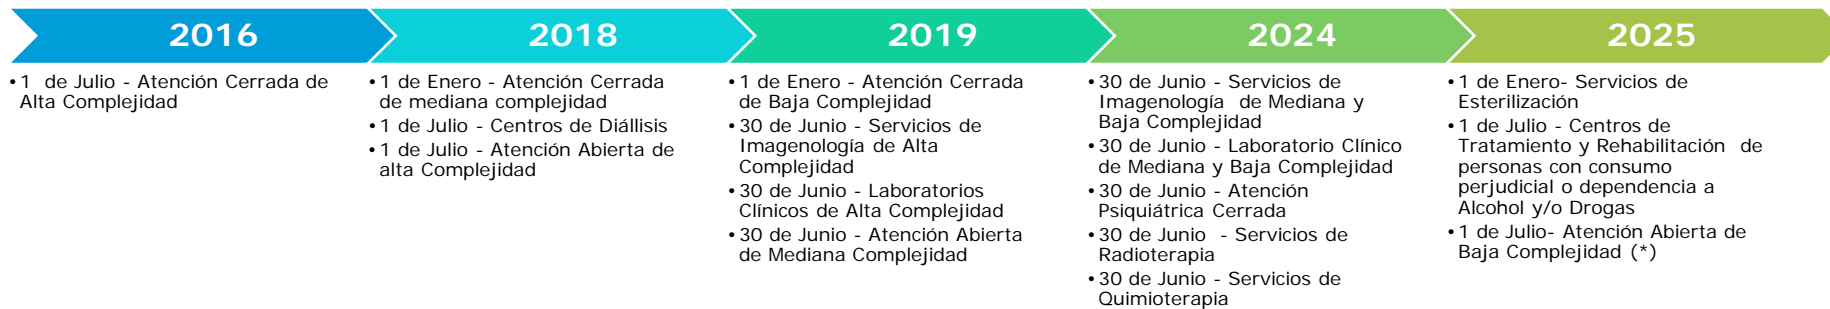 2016
•1 de Julio - Atención Cerrada de
Alta Complejidad
2018
•1 de Enero - Atención Cerrada
de mediana complejidad
•1 de Julio - Centros de Diállisis
•1 de Julio - Atención Abierta de
alta Complejidad
2019
•1 de Enero - Atención Cerrada
de Baja Complejidad
•30 de Junio - Servicios de
Imagenología de Alta
Complejidad
•30 de Junio - Laboratorios
Clínicos de Alta Complejidad
•30 de Junio - Atención Abierta
de Mediana Complejidad
2024
•30 de Junio - Servicios de
Imagenología de Mediana y
Baja Complejidad
•30 de Junio - Laboratorio Clínico
de Mediana y Baja Complejidad
•30 de Junio - Atención
Psiquiátrica Cerrada
•30 de Junio - Servicios de
Radioterapia
•30 de Junio - Servicios de
Quimioterapia
2025
•1 de Enero- Servicios de
Esterilización
•1 de Julio - Centros de
Tratamiento y Rehabilitación de
personas con consumo
perjudicial o dependencia a
Alcohol y/o Drogas
•1 de Julio- Atención Abierta de
Baja Complejidad (*)